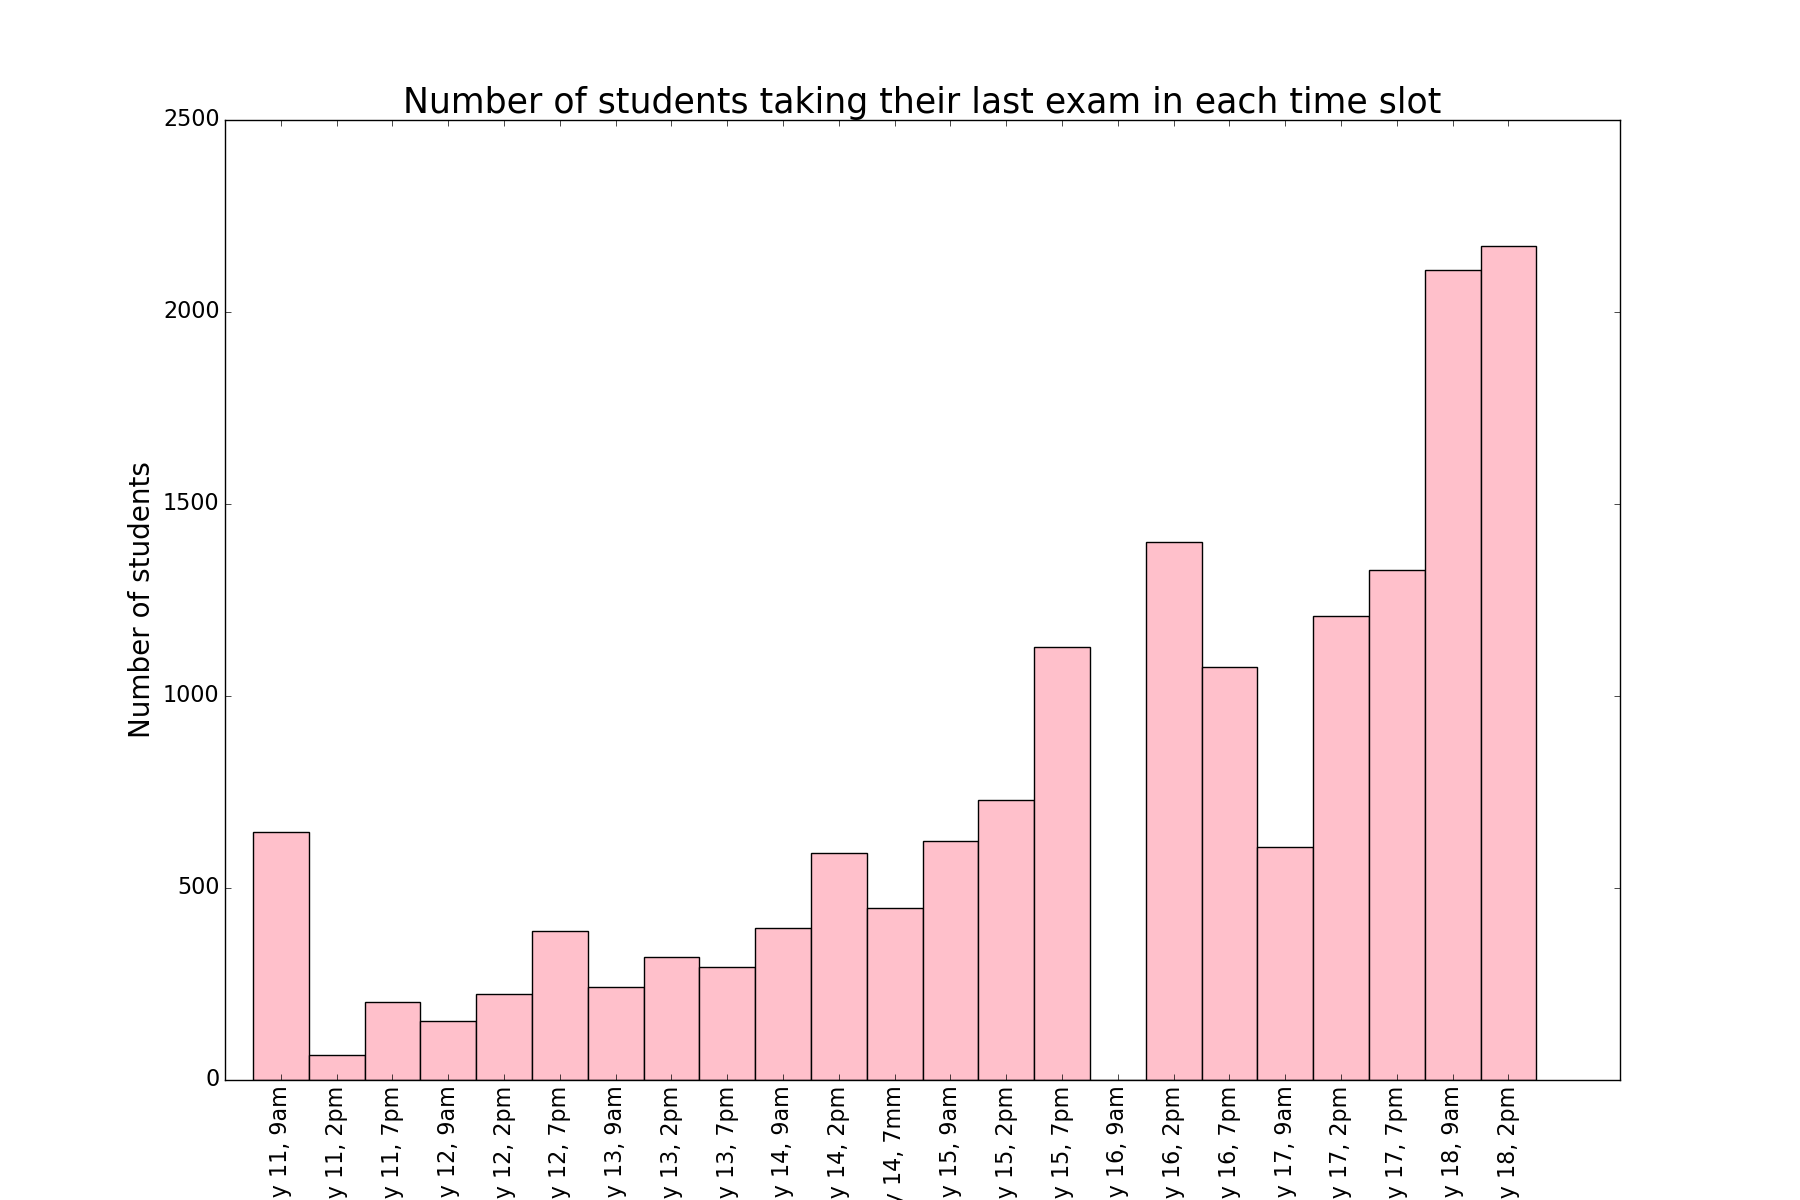 Number of students taking their last exam in each time slot
2500
2000
1500
1000
500
0
Number of students
y 11, 9am
y 11, 2pm
y 11, 7pm
y 12, 9am
y 12, 2pm
y 12, 7pm
y 13, 9am
y 13, 2pm
y 13, 7pm
y 14, 9am
y 14, 2pm
y 14, 7mm
y 15, 9am
y 15, 2pm
y 15, 7pm
y 16, 9am
y 16, 2pm
y 16, 7pm
y 17, 9am
y 17, 2pm
y 17, 7pm
y 18, 9am
y 18, 2pm